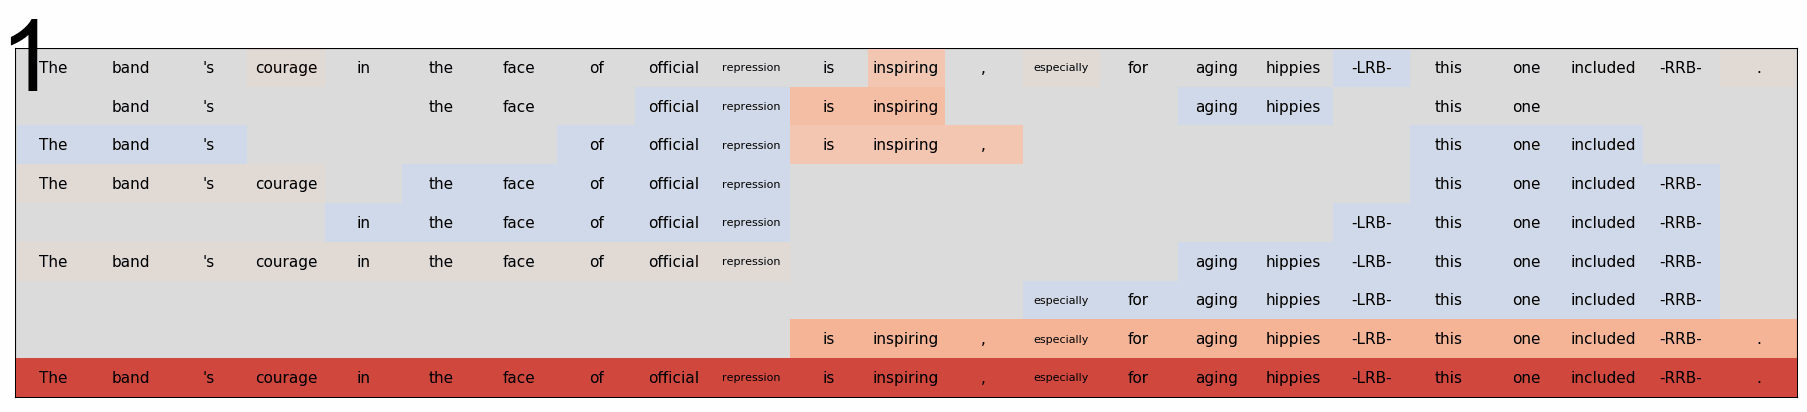 1
The band 's courage in the face of official repression is inspiring , especially for aging hippies -LRB- this one included -RRB- .
band 's the face official repression is inspiring aging hippies this one
The band 's of official repression is inspiring , this one included
The band 's courage the face of official repression this one included -RRB-
in the face of official repression -LRB- this one included -RRB-
The band 's courage in the face of official repression aging hippies -LRB- this one included -RRB-
especially for aging hippies -LRB- this one included -RRB-
is inspiring , especially for aging hippies -LRB- this one included -RRB- .
The band 's courage in the face of official repression is inspiring , especially for aging hippies -LRB- this one included -RRB- .